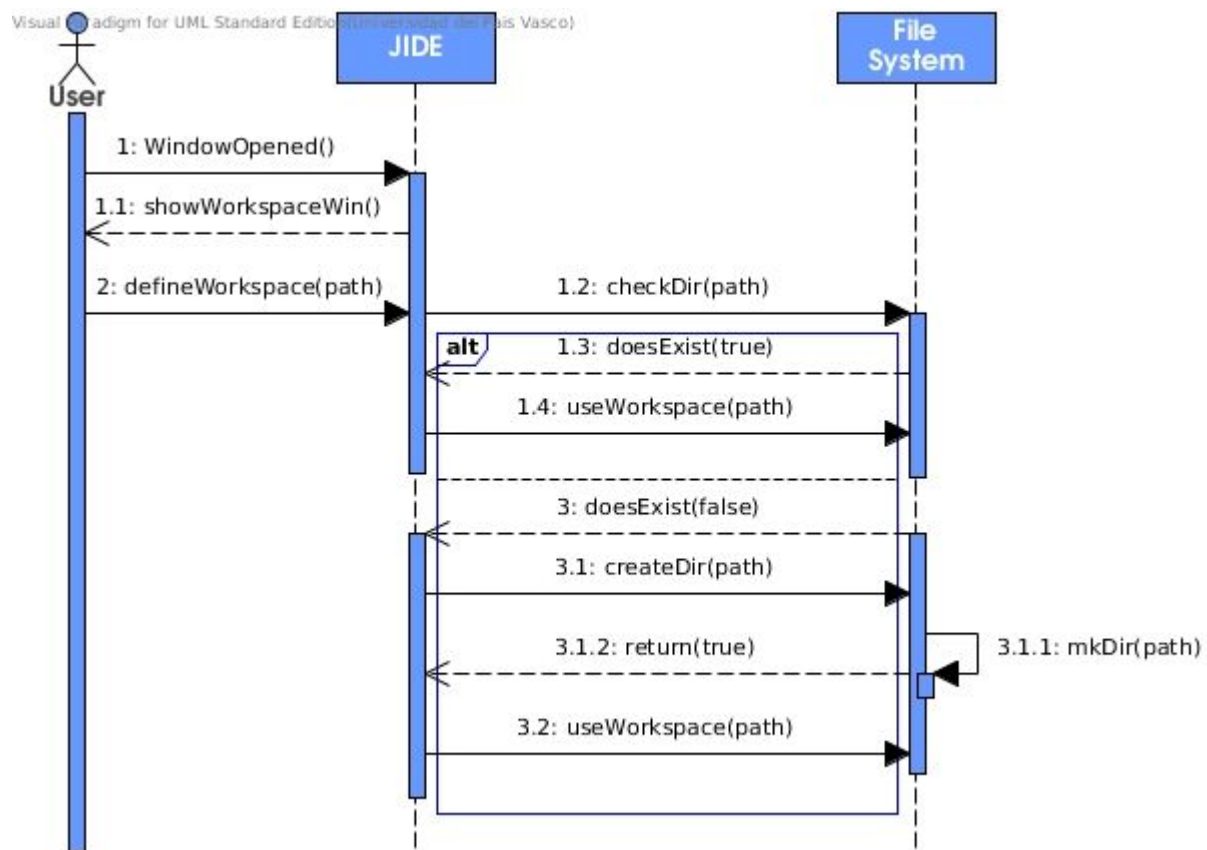 Visual Paradigm for UML Standard Edition(Universidad del Pais Vasco)
User
JIDE
File
System
1: WindowOpened()
1.1: showWorkspaceWin()
2: defineWorkspace(path)
1.2: checkDir(path)
alt
1.3: doesExist(true)
1.4: useWorkspace(path)
3: doesExist(false)
3.1: createDir(path)
3.1.2: return(true)
3.1.1: mkDir(path)
3.2: useWorkspace(path)